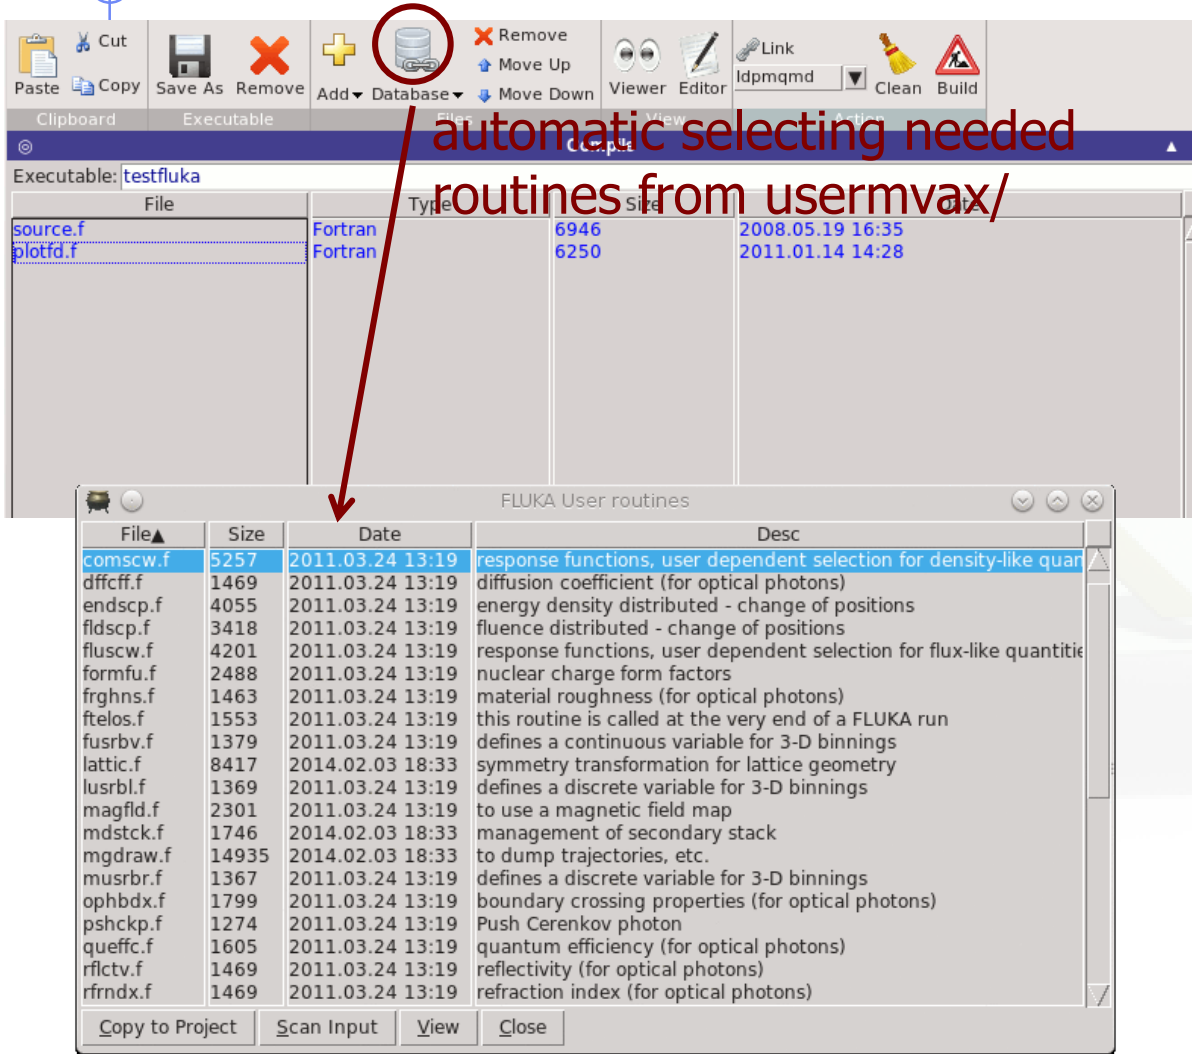 Cut
Copy
Paste
Save As
Remove
Add
Database
Remove
Move Up
Move Down
Viewer
Editor
Link
ldpmqmd
Clean
Build
Clipboard
Executable
Files
View
Action
automatic selecting needed
routines from usermvax/
Compile
Executable: testfluka
File Type Size Date
source.f Fortran 6946 2008.05.19 16:35
plotfd.f Fortran 6250 2011.01.14 14:28
FLUKA User routines
File Size Date Desc
comscw.f 5257 2011.03.24 13:19 response functions, user dependent selection for density-like quan
dffcff.f 1469 2011.03.24 13:19 diffusion coefficient (for optical photons)
endscp.f 4055 2011.03.24 13:19 energy density distributed - change of positions
fldscp.f 3418 2011.03.24 13:19 fluence distributed - change of positions
fluscw.f 4201 2011.03.24 13:19 response functions, user dependent selection for flux-like quantitie
formfu.f 2488 2011.03.24 13:19 nuclear charge form factors
frghns.f 1463 2011.03.24 13:19 material roughness (for optical photons)
ftelos.f 1553 2011.03.24 13:19 this routine is called at the very end of a FLUKA run
fusrbv.f 1379 2011.03.24 13:19 defines a continuous variable for 3-D binnings
lattic.f 8417 2014.02.03 18:33 symmetry transformation for lattice geometry
lusrbl.f 1369 2011.03.24 13:19 defines a discrete variable for 3-D binnings
magfld.f 2301 2011.03.24 13:19 to use a magnetic field map
mdstck.f 1746 2014.02.03 18:33 management of secondary stack
mgdraw.f 14935 2014.02.03 18:33 to dump trajectories, etc.
musrbr.f 1367 2011.03.24 13:19 defines a discrete variable for 3-D binnings
ophbdx.f 1799 2011.03.24 13:19 boundary crossing properties (for optical photons)
pshckp.f 1274 2011.03.24 13:19 Push Cerenkov photon
queffc.f 1605 2011.03.24 13:19 quantum efficiency (for optical photons)
rflctv.f 1469 2011.03.24 13:19 reflectivity (for optical photons)
rfrndx.f 1469 2011.03.24 13:19 refraction index (for optical photons)
Copy to Project Scan Input View Close